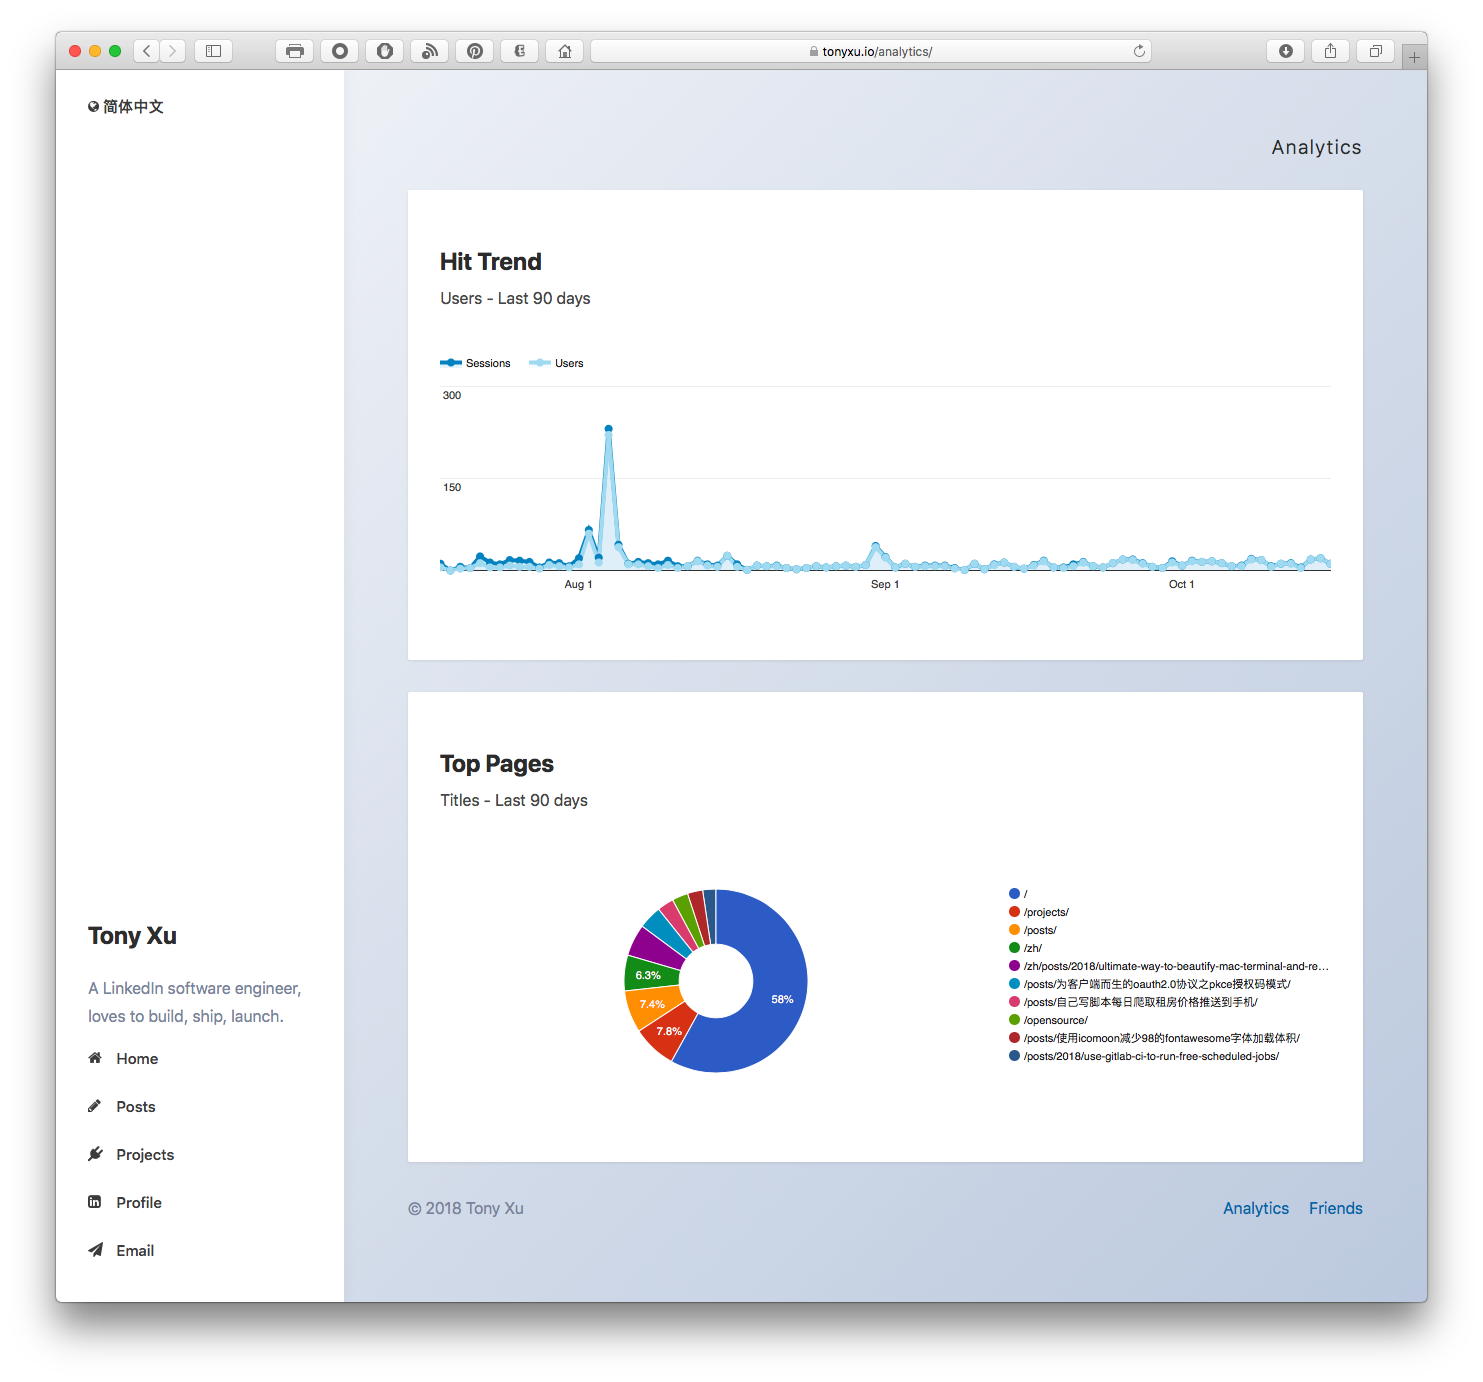 tonyxu.io/analytics/
简体中文
Analytics
Hit Trend
Users - Last 90 days
Sessions
Users
300
150
Aug 1
Sep 1
Oct 1
Top Pages
Titles - Last 90 days
58%
7.8%
7.4%
6.3%
/
/projects/
/posts/
/zh/
/zh/posts/2018/ultimate-way-to-beautify-mac-terminal-and-re…
/posts/为客户端而生的oauth2.0协议之pkce授权码模式/
/posts/自己写脚本每日爬取租房价格推送到手机/
/opensource/
/posts/使用icomoon减少98的fontawesome字体加载体积/
/posts/2018/use-gitlab-ci-to-run-free-scheduled-jobs/
Tony Xu
A LinkedIn software engineer,
loves to build, ship, launch.
Home
Posts
Projects
Profile
Email
© 2018 Tony Xu
Analytics
Friends